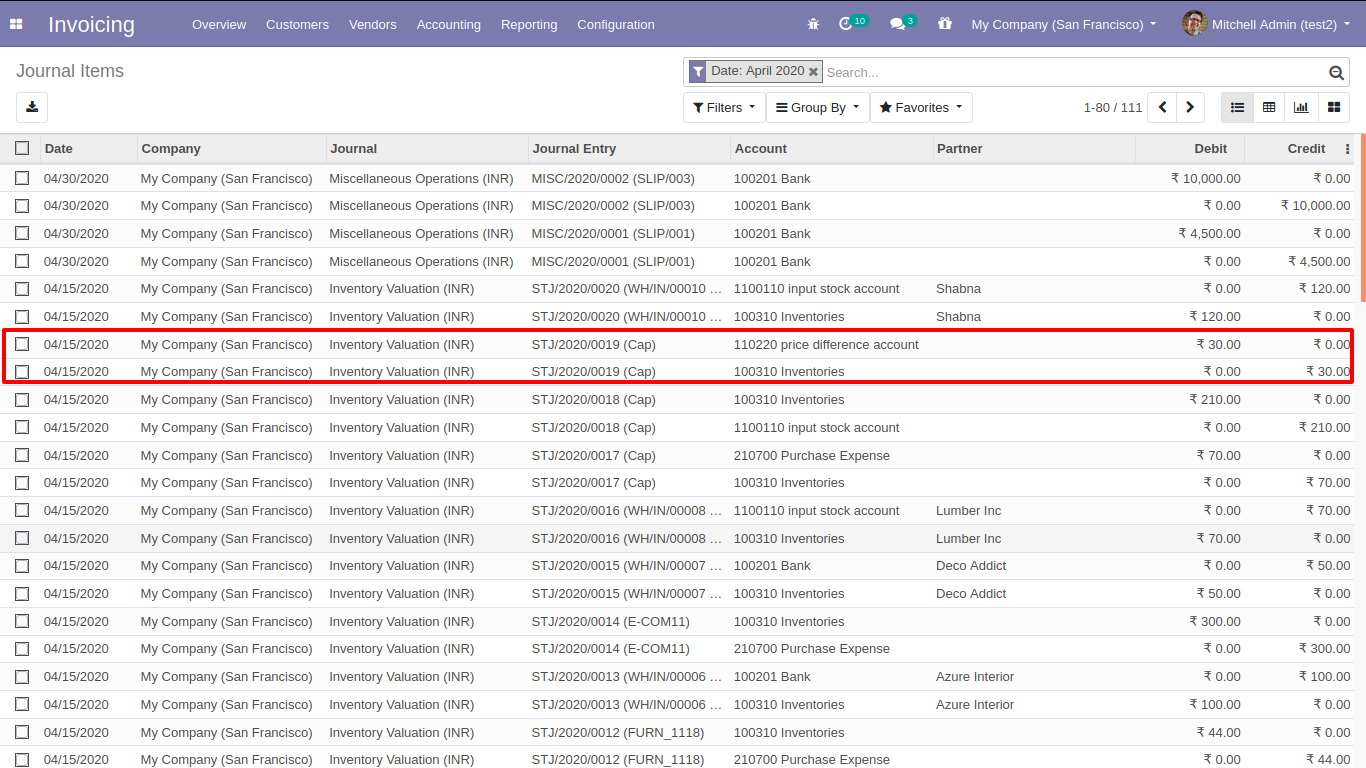 Invoicing Overview Customers Vendors Accounting Reporting Configuration 10 3 My Company (San Francisco) Mitchell Admin (test2)
Journal Items Date: April 2020 Search...
Filters Group By Favorites 1-80 / 111
Date Company Journal Journal Entry Account Partner Debit Credit
04/30/2020 My Company (San Francisco) Miscellaneous Operations (INR) MISC/2020/0002 (SLIP/003) 100201 Bank ₹ 10,000.00 ₹ 0.00
04/30/2020 My Company (San Francisco) Miscellaneous Operations (INR) MISC/2020/0002 (SLIP/003) 100201 Bank ₹ 0.00 ₹ 10,000.00
04/30/2020 My Company (San Francisco) Miscellaneous Operations (INR) MISC/2020/0001 (SLIP/001) 100201 Bank ₹ 4,500.00 ₹ 0.00
04/30/2020 My Company (San Francisco) Miscellaneous Operations (INR) MISC/2020/0001 (SLIP/001) 100201 Bank ₹ 0.00 ₹ 4,500.00
04/15/2020 My Company (San Francisco) Inventory Valuation (INR) STJ/2020/0020 (WH/IN/00010 ... 1100110 input stock account Shabna ₹ 0.00 ₹ 120.00
04/15/2020 My Company (San Francisco) Inventory Valuation (INR) STJ/2020/0020 (WH/IN/00010 ... 100310 Inventories Shabna ₹ 120.00 ₹ 0.00
04/15/2020 My Company (San Francisco) Inventory Valuation (INR) STJ/2020/0019 (Cap) 110220 price difference account ₹ 30.00 ₹ 0.00
04/15/2020 My Company (San Francisco) Inventory Valuation (INR) STJ/2020/0019 (Cap) 100310 Inventories ₹ 0.00 ₹ 30.00
04/15/2020 My Company (San Francisco) Inventory Valuation (INR) STJ/2020/0018 (Cap) 100310 Inventories ₹ 210.00 ₹ 0.00
04/15/2020 My Company (San Francisco) Inventory Valuation (INR) STJ/2020/0018 (Cap) 1100110 input stock account ₹ 0.00 ₹ 210.00
04/15/2020 My Company (San Francisco) Inventory Valuation (INR) STJ/2020/0017 (Cap) 210700 Purchase Expense ₹ 70.00 ₹ 0.00
04/15/2020 My Company (San Francisco) Inventory Valuation (INR) STJ/2020/0017 (Cap) 100310 Inventories ₹ 0.00 ₹ 70.00
04/15/2020 My Company (San Francisco) Inventory Valuation (INR) STJ/2020/0016 (WH/IN/00008 ... 1100110 input stock account Lumber Inc ₹ 0.00 ₹ 70.00
04/15/2020 My Company (San Francisco) Inventory Valuation (INR) STJ/2020/0016 (WH/IN/00008 ... 100310 Inventories Lumber Inc ₹ 70.00 ₹ 0.00
04/15/2020 My Company (San Francisco) Inventory Valuation (INR) STJ/2020/0015 (WH/IN/00007 ... 100201 Bank Deco Addict ₹ 0.00 ₹ 50.00
04/15/2020 My Company (San Francisco) Inventory Valuation (INR) STJ/2020/0015 (WH/IN/00007 ... 100310 Inventories Deco Addict ₹ 50.00 ₹ 0.00
04/15/2020 My Company (San Francisco) Inventory Valuation (INR) STJ/2020/0014 (E-COM11) 100310 Inventories ₹ 300.00 ₹ 0.00
04/15/2020 My Company (San Francisco) Inventory Valuation (INR) STJ/2020/0014 (E-COM11) 210700 Purchase Expense ₹ 0.00 ₹ 300.00
04/15/2020 My Company (San Francisco) Inventory Valuation (INR) STJ/2020/0013 (WH/IN/00006 ... 100201 Bank Azure Interior ₹ 0.00 ₹ 100.00
04/15/2020 My Company (San Francisco) Inventory Valuation (INR) STJ/2020/0013 (WH/IN/00006 ... 100310 Inventories Azure Interior ₹ 100.00 ₹ 0.00
04/15/2020 My Company (San Francisco) Inventory Valuation (INR) STJ/2020/0012 (FURN_1118) 100310 Inventories ₹ 44.00 ₹ 0.00
04/15/2020 My Company (San Francisco) Inventory Valuation (INR) STJ/2020/0012 (FURN_1118) 210700 Purchase Expense ₹ 0.00 ₹ 44.00